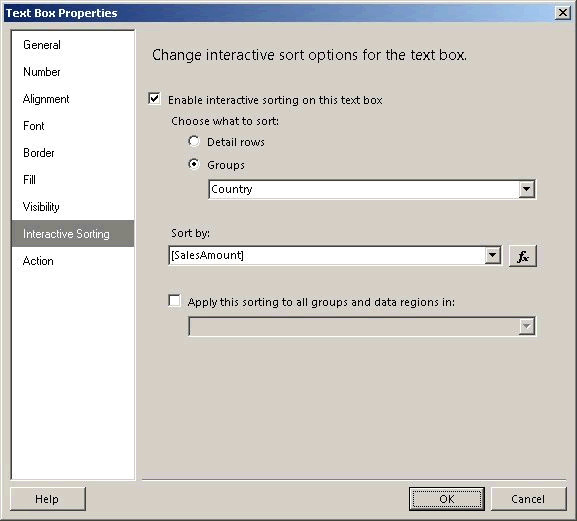 Text Box Properties
General
Number
Alignment
Font
Border
Fill
Visibility
Interactive Sorting
Action
Change interactive sort options for the text box.
Enable interactive sorting on this text box
Choose what to sort:
Detail rows
Groups
Country
Sort by:
[SalesAmount]
fx
Apply this sorting to all groups and data regions in:
Help
OK
Cancel